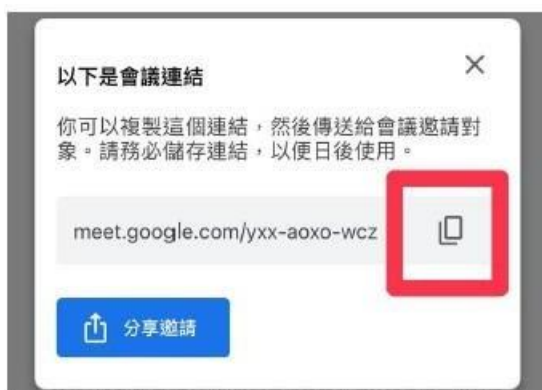 以下是會議連結
你可以複製這個連結，然後傳送給會議邀請對
象。請務必儲存連結，以便日後使用。
meet.google.com/yxx-aoxo-wcz
分享邀請